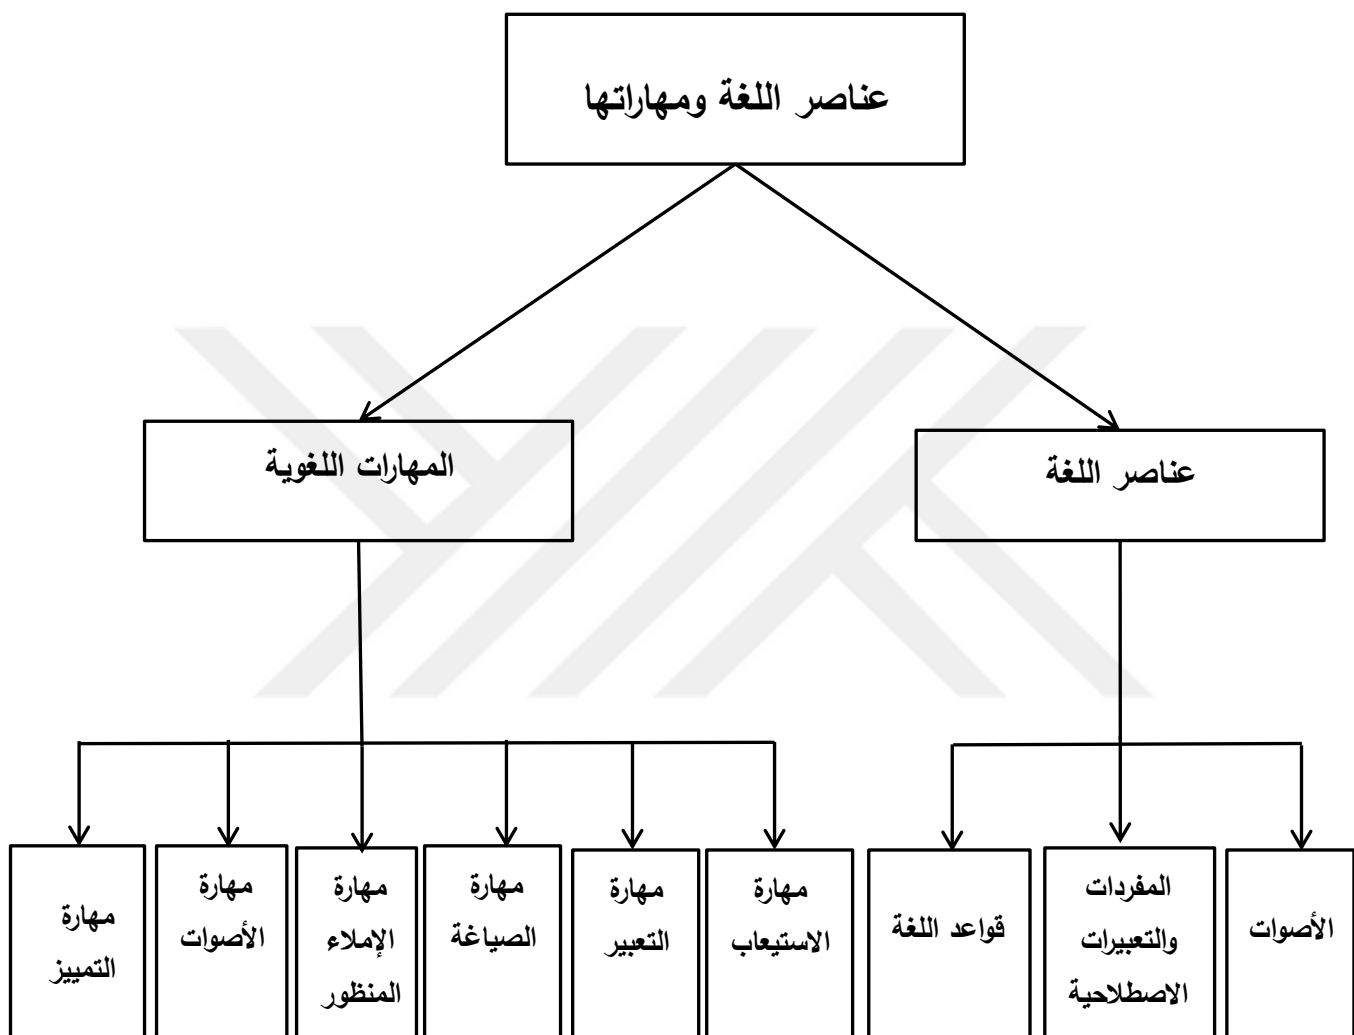 عناصر اللغة ومهاراتها
عناصر اللغة
المهارات اللغوية
الأصوات
المفردات
والتعبيرات
الاصطلاحية
قواعد اللغة
مهارة
الاستيعاب
مهارة
التعبير
مهارة
الصياغة
مهارة
الإملاء
المنظور
مهارة
الأصوات
مهارة
التمييز